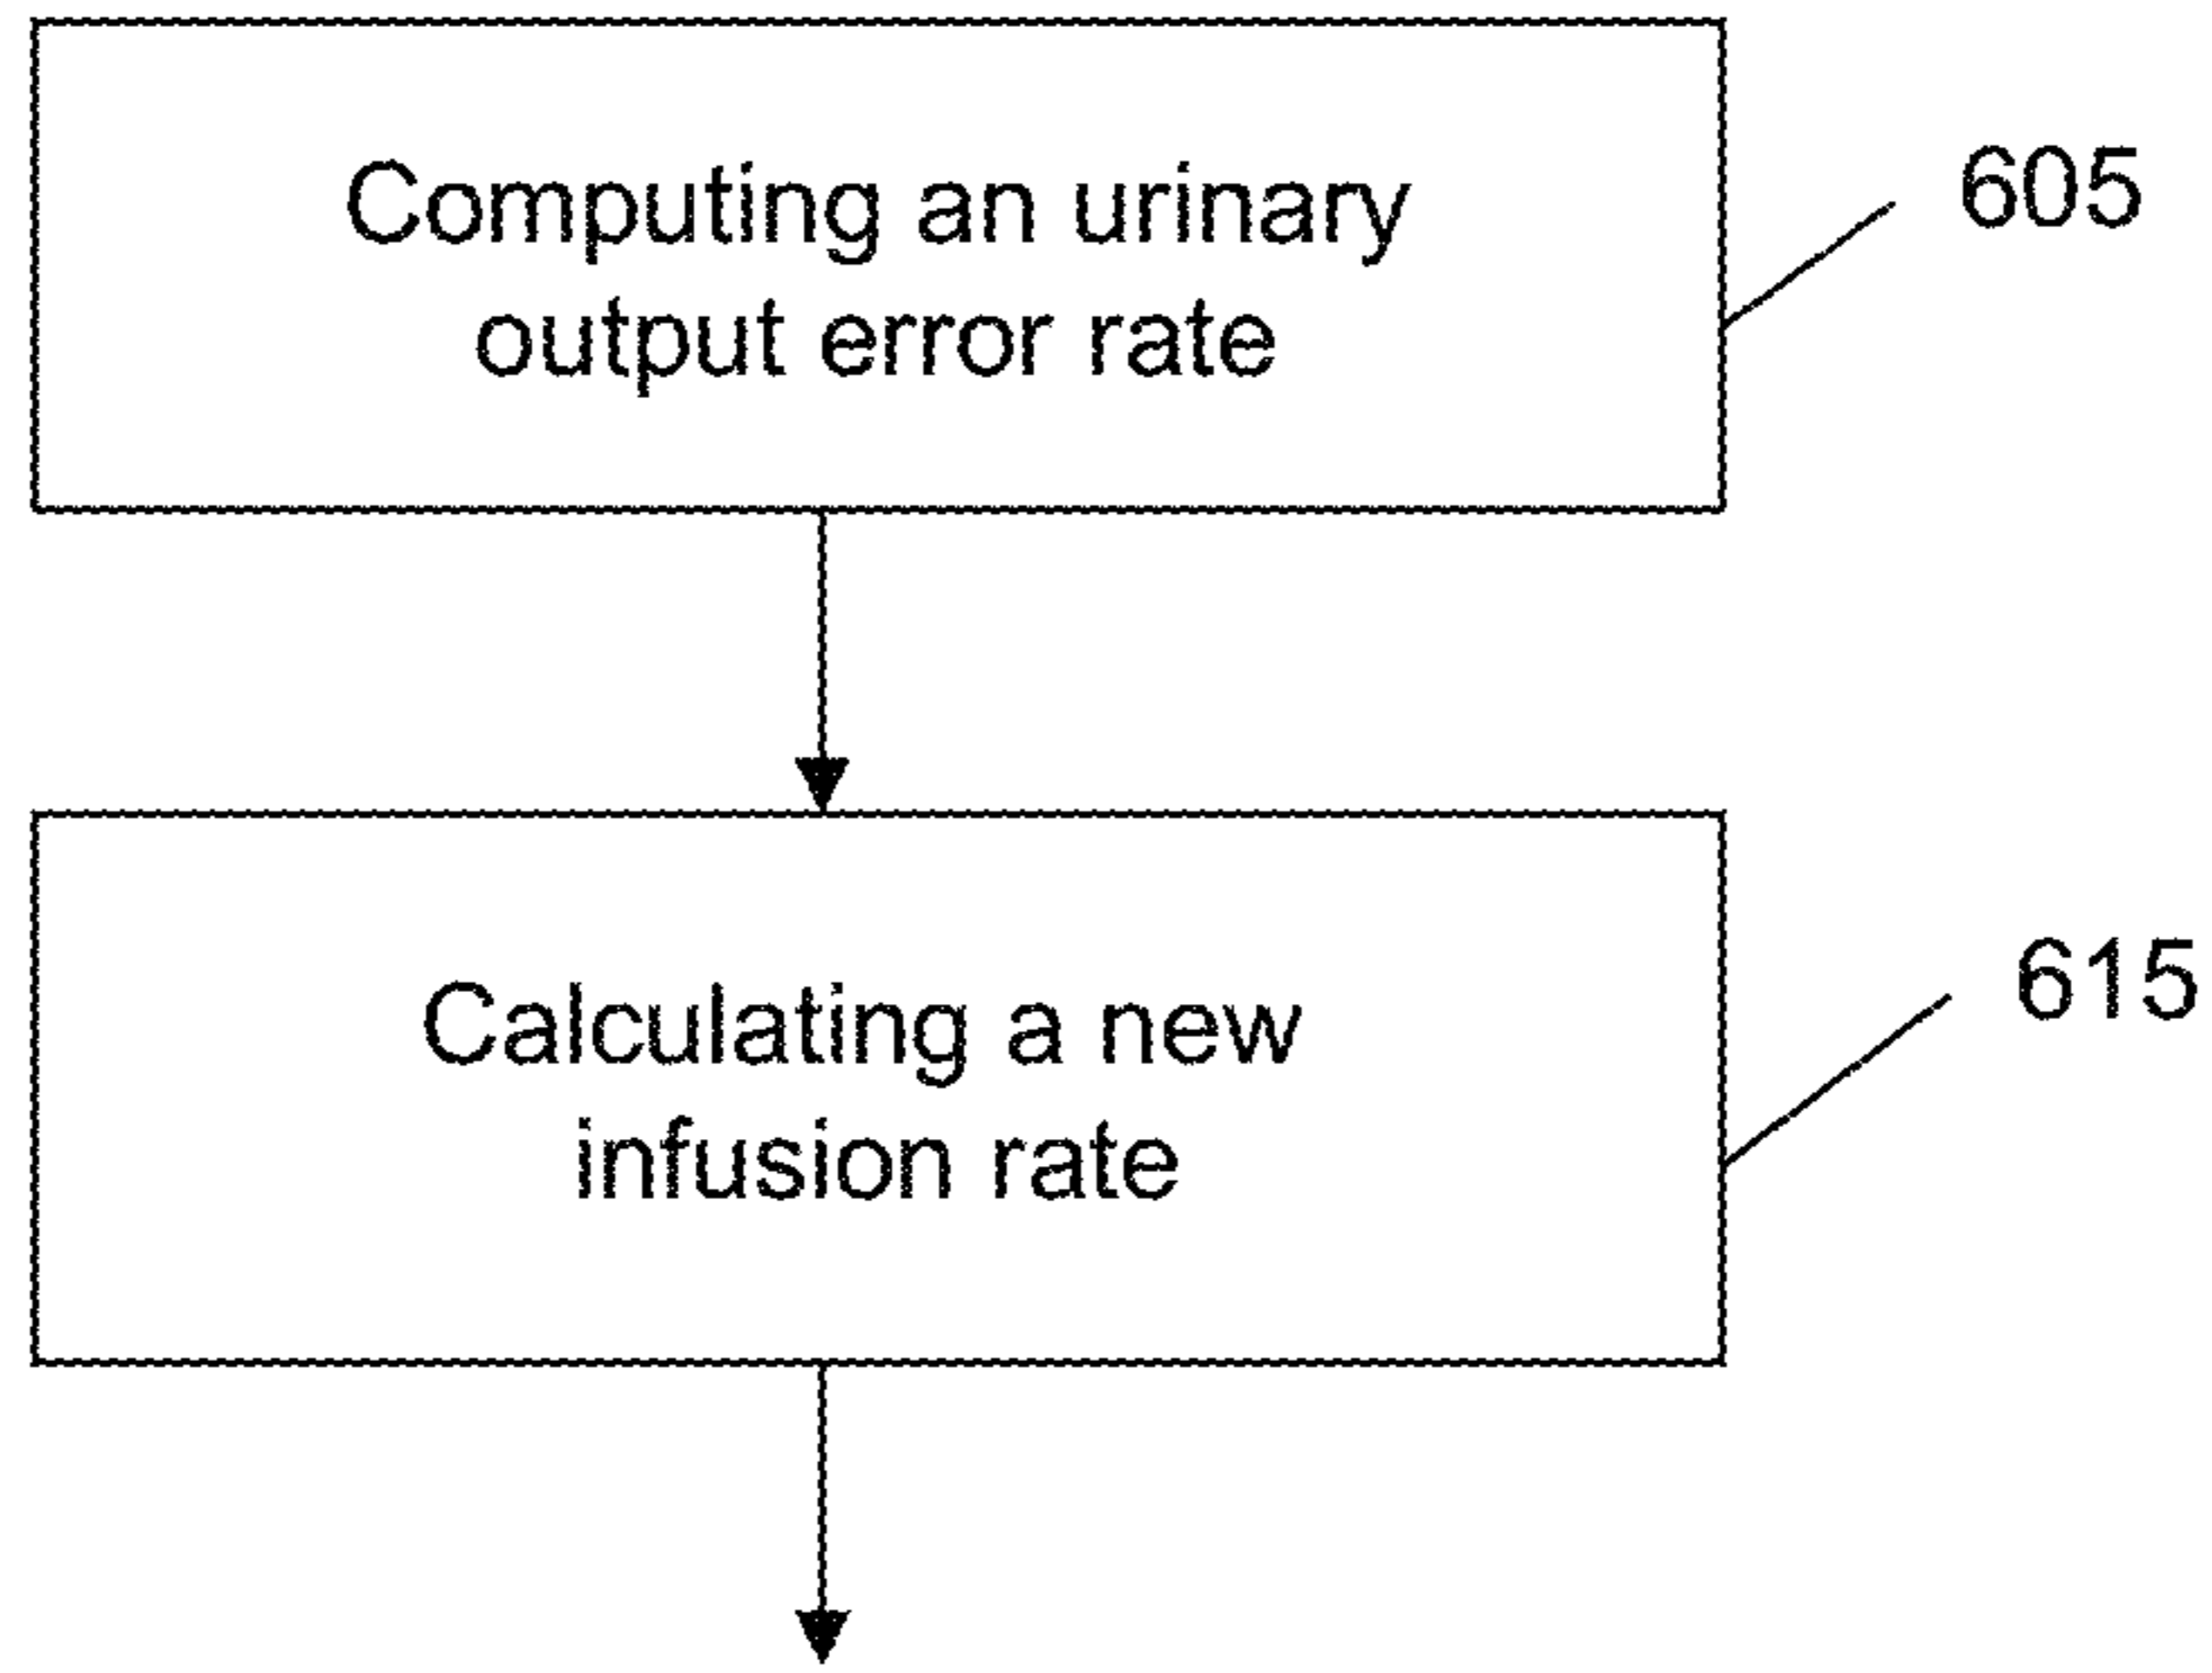 Computing an urinary
output error rate
605
Calculating a new
infusion rate
615